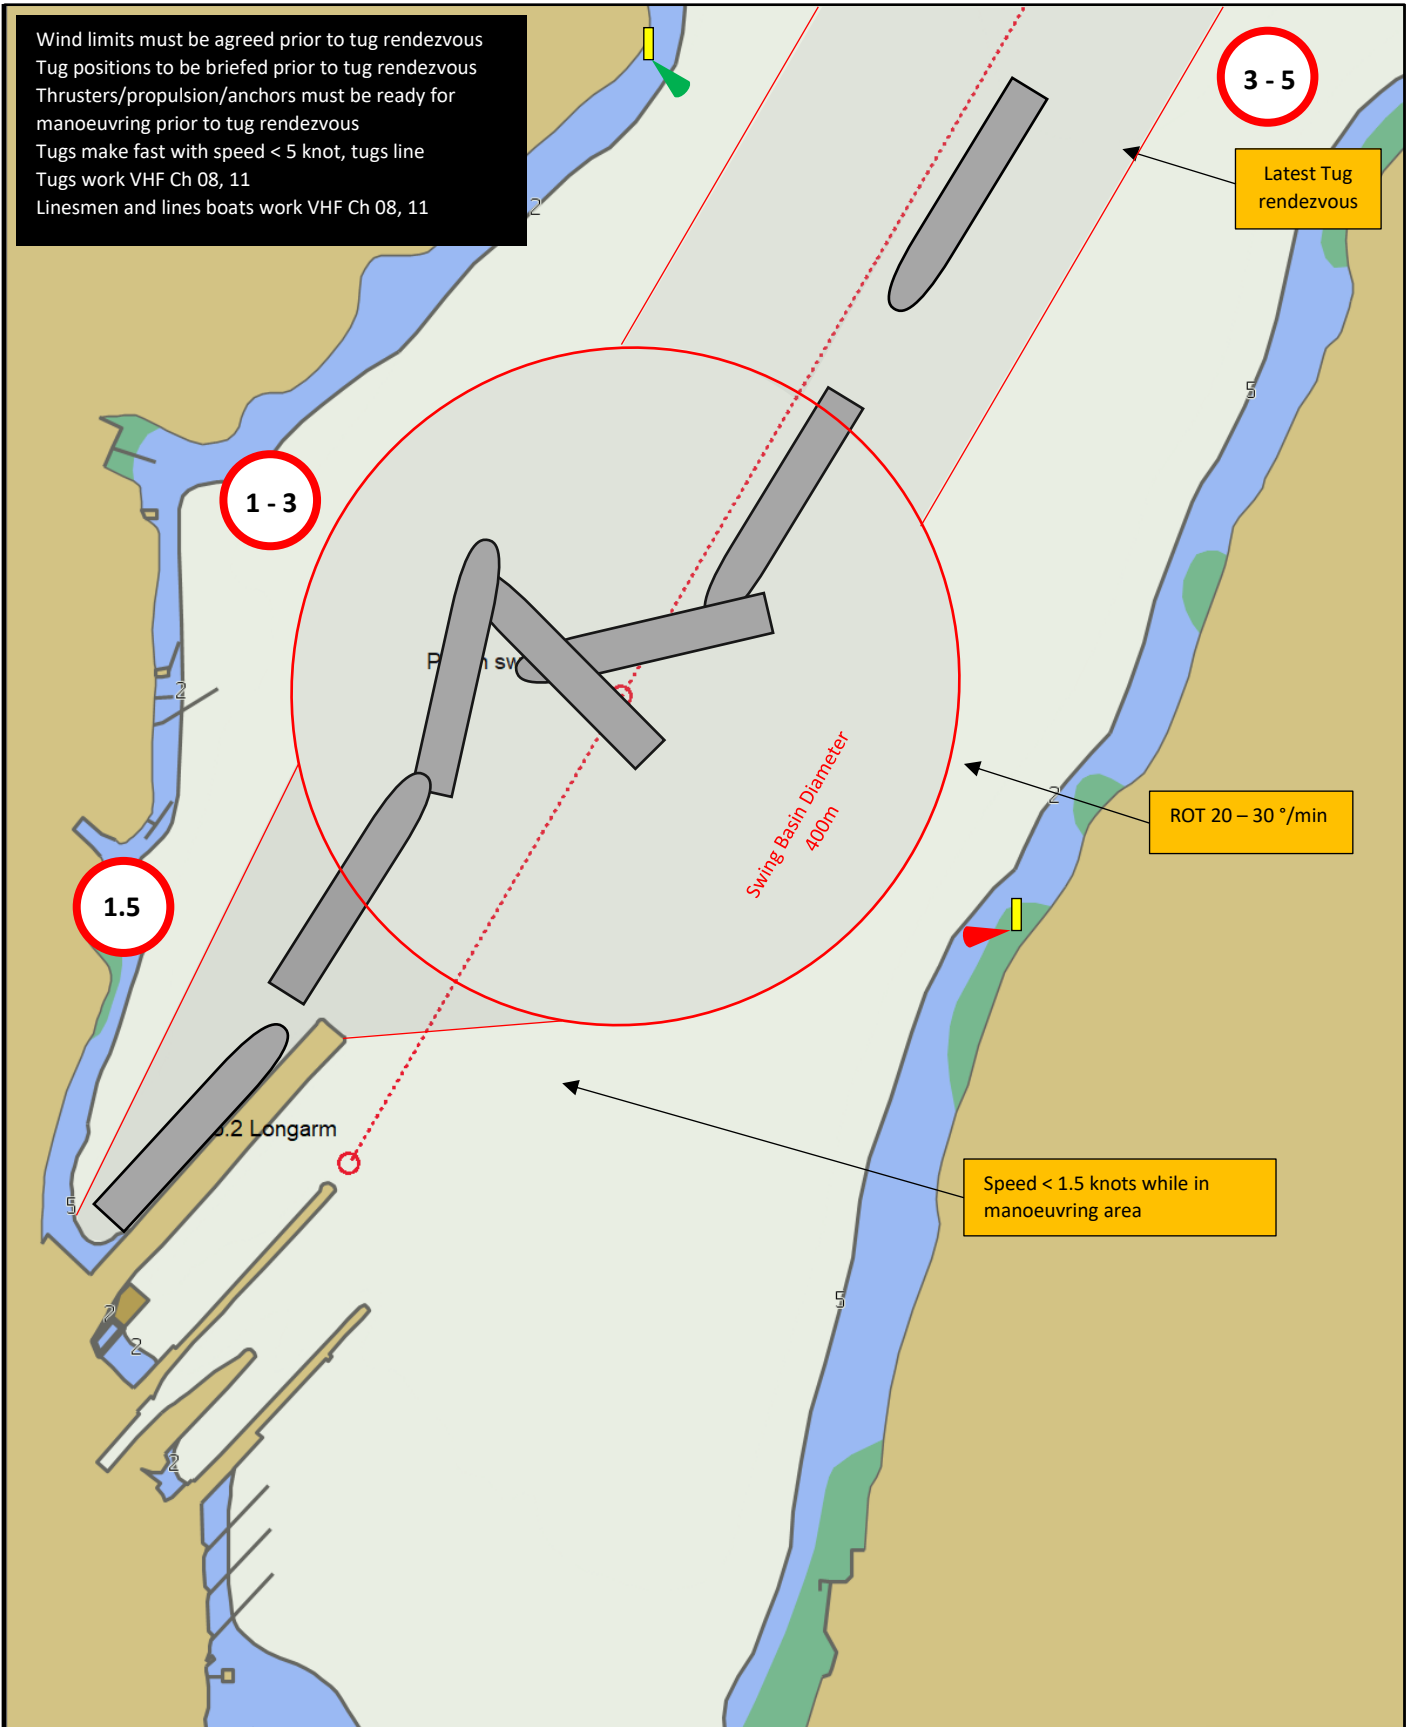 Wind limits must be agreed prior to tug rendezvous
Tug positions to be briefed prior to tug rendezvous
Thrusters/propulsion/anchors must be ready for
manoeuvring prior to tug rendezvous
Tugs make fast with speed < 5 knot, tugs line
Tugs work VHF Ch 08, 11
Linesmen and lines boats work VHF Ch 08, 11
3 - 5
Latest Tug
rendezvous
2
5
1 - 3
2
Swing Basin Diameter
400m
2
ROT 20 – 30 °/min
1.5
.2 Longarm
Speed < 1.5 knots while in
manoeuvring area
5
5
2
2
2